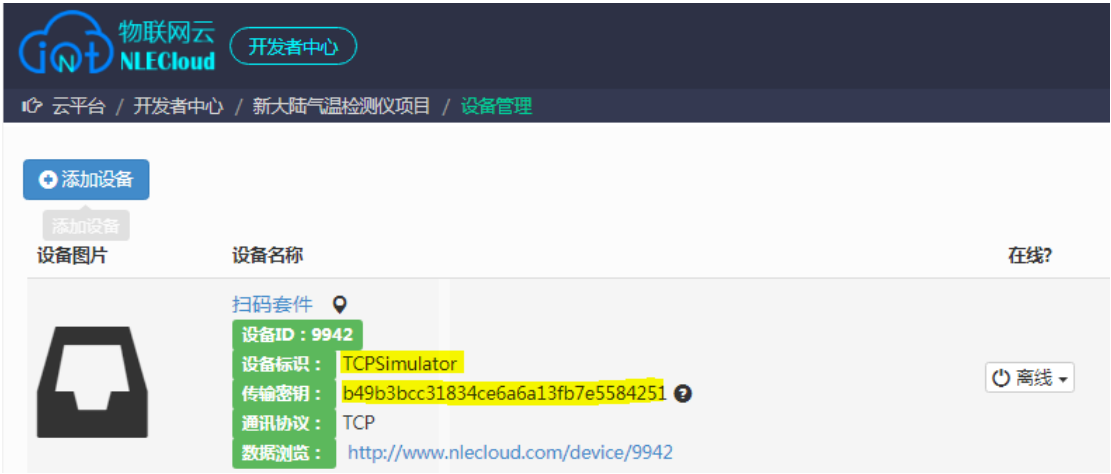 物联网云
iNot NLECloud
开发者中心
云平台 / 开发者中心 / 新大陆气温检测仪项目 / 设备管理
添加设备
添加设备
设备图片 设备名称 在线?
扫码套件
设备ID：9942
设备标识： TCPSimulator
传输密钥： b49b3bcc31834ce6a6a13fb7e5584251
离线
通讯协议： TCP
数据浏览： http://www.nlecloud.com/device/9942